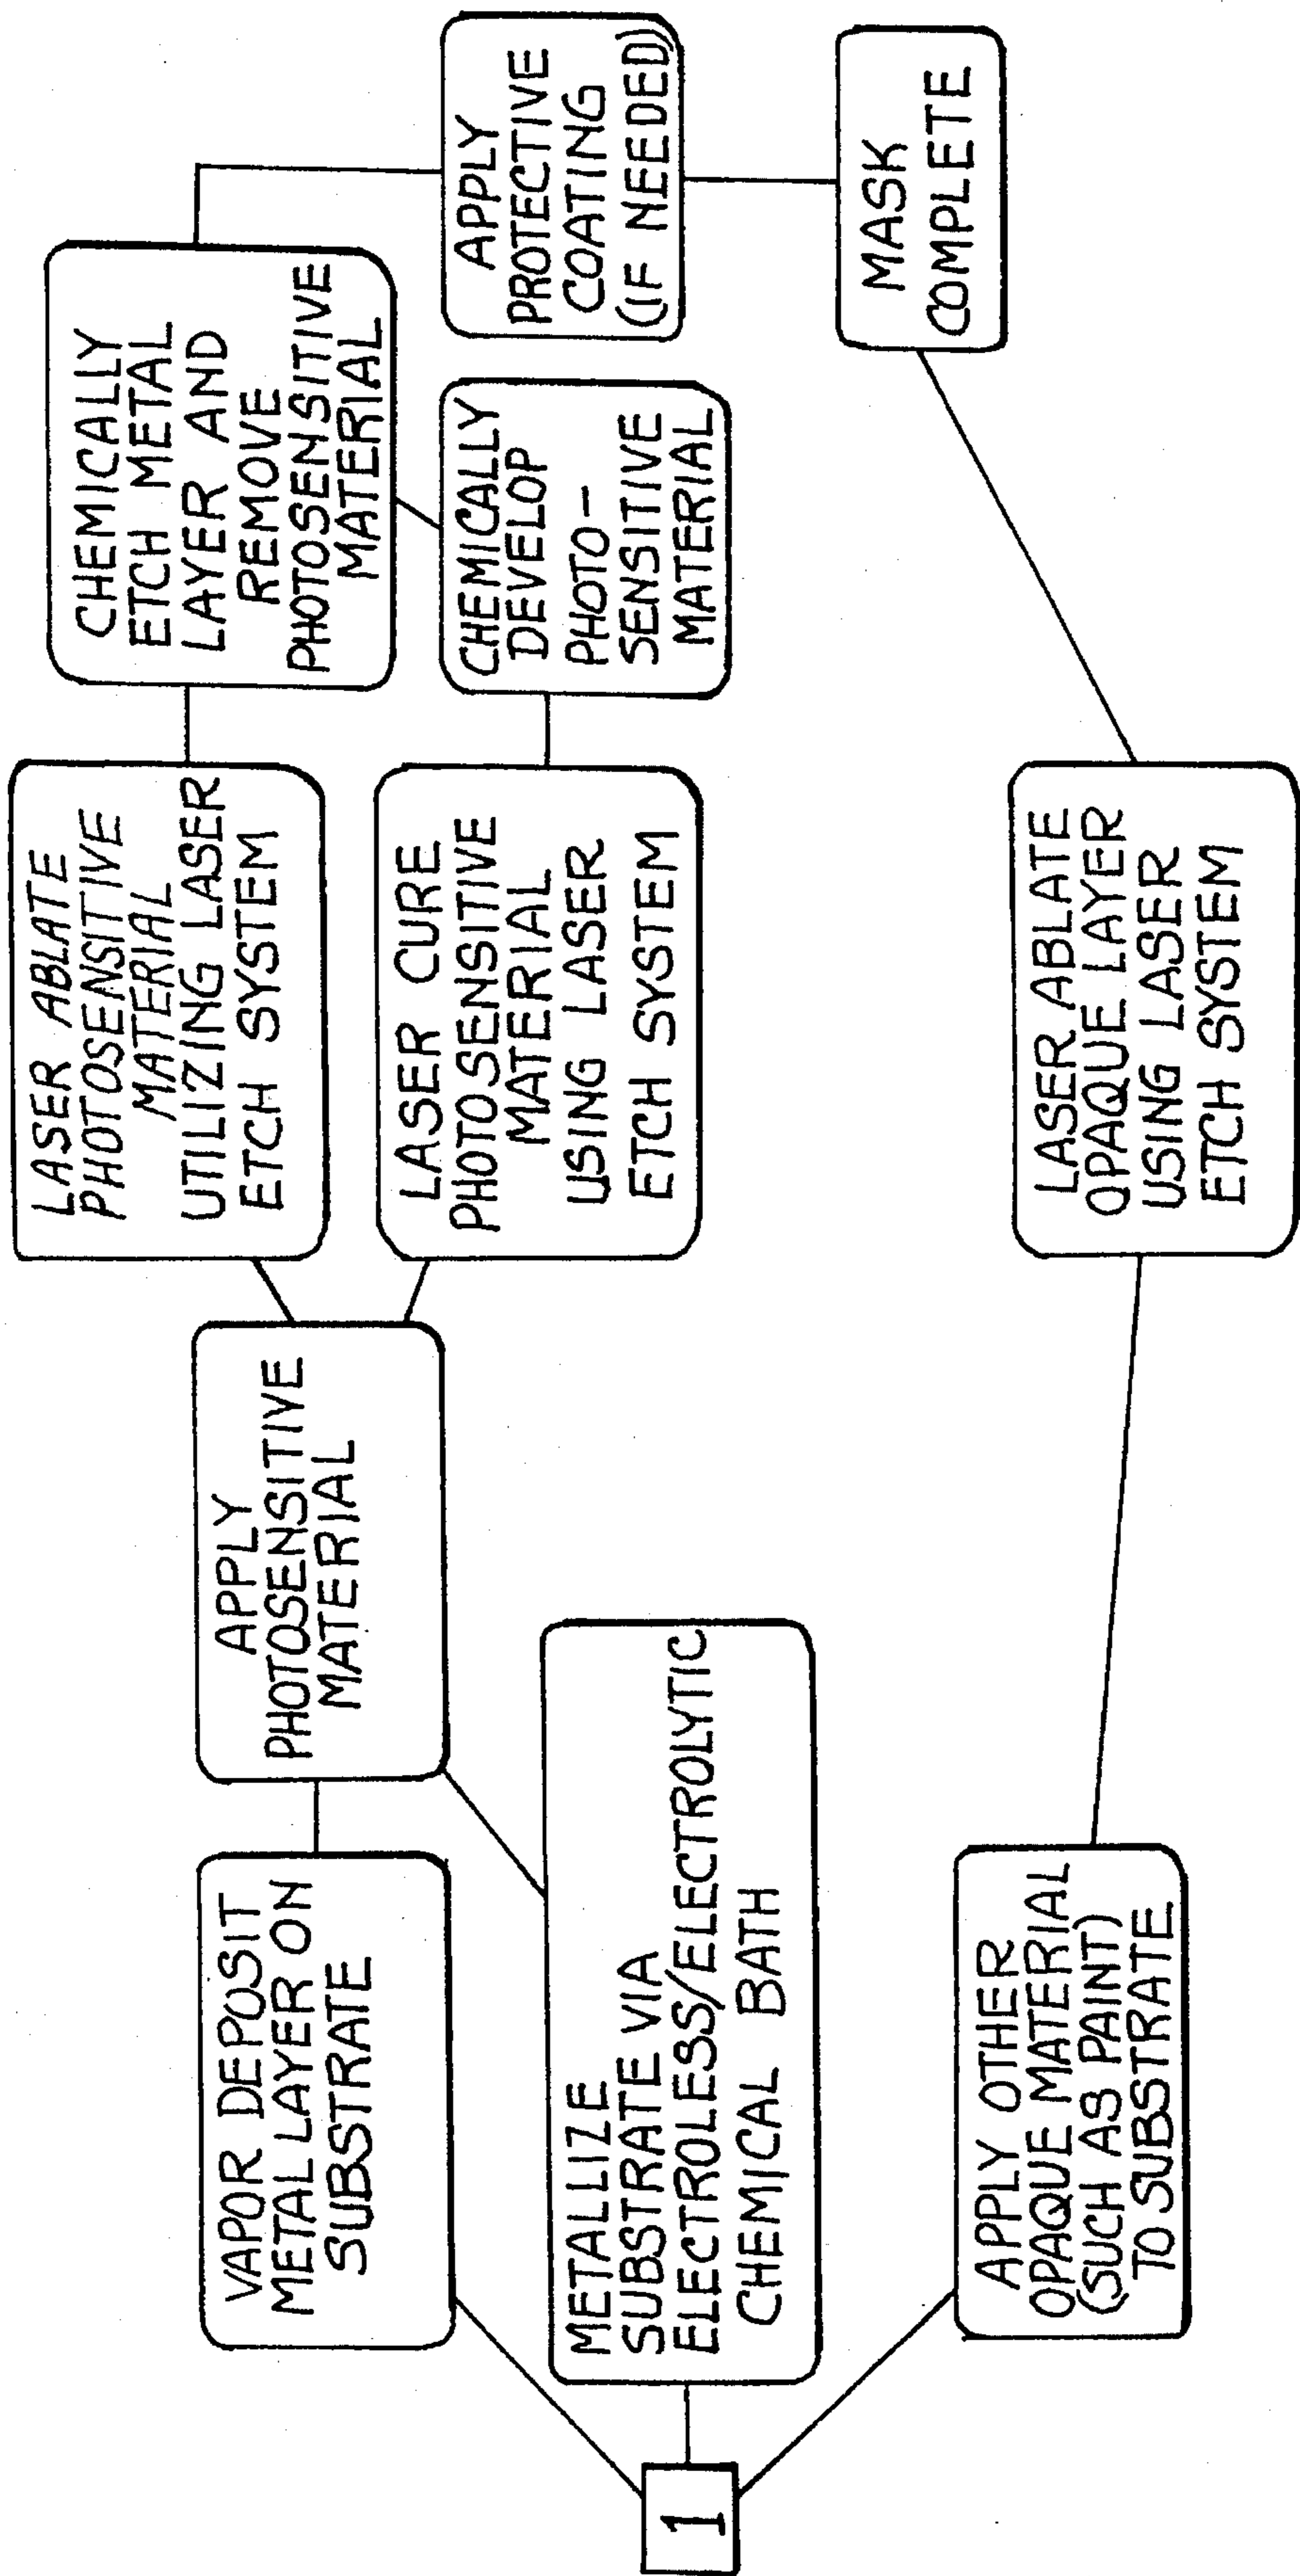 1
VAPOR DEPOSIT
METAL LAYER ON
SUBSTRATE
METALLIZE
SUBSTRATE VIA
ELECTROLESS/ELECTROLYTIC
CHEMICAL BATH
APPLY OTHER
OPAQUE MATERIAL
(SUCH AS PAINT)
TO SUBSTRATE
APPLY
PHOTOSENSITIVE
MATERIAL
LASER ABLATE
PHOTOSENSITIVE
MATERIAL
UTILIZING LASER
ETCH SYSTEM
LASER CURE
PHOTOSENSITIVE
MATERIAL
USING LASER
ETCH SYSTEM
LASER ABLATE
OPAQUE LAYER
USING LASER
ETCH SYSTEM
CHEMICALLY
ETCH METAL
LAYER AND
REMOVE
PHOTOSENSITIVE
MATERIAL
CHEMICALLY
DEVELOP
PHOTO-
SENSITIVE
MATERIAL
APPLY
PROTECTIVE
COATING
(IF NEEDED)
MASK
COMPLETE